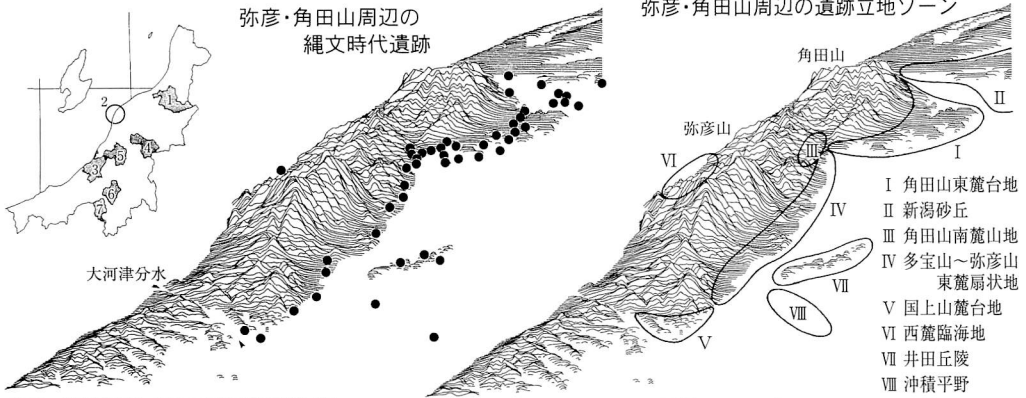 弥彦・角田山周辺の
縄文時代遺跡
1
2
3
4
5
6
7
大河津分水
弥彦・角田山周辺の遺跡立地ゾーン
角田山
弥彦山
Ⅰ
Ⅱ
Ⅲ
Ⅳ
Ⅴ
Ⅵ
Ⅶ
Ⅷ
Ⅰ 角田山東麓台地
Ⅱ 新潟砂丘
Ⅲ 角田山南麓山地
Ⅳ 多宝山~弥彦山
東麓扇状地
Ⅴ 国上山麓台地
Ⅵ 西麓臨海地
Ⅶ 井田丘陵
Ⅷ 沖積平野